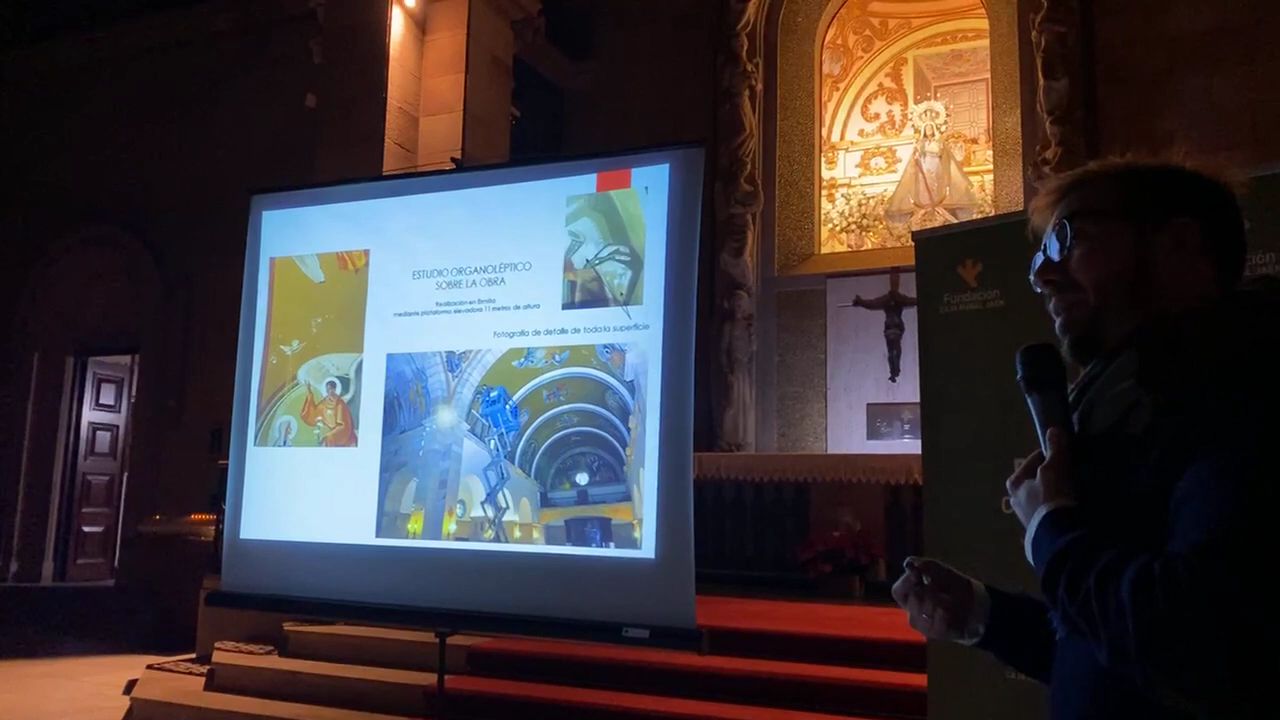 ESTUDIO ORGANOLÉPTICO
SOBRE LA OBRA
Realización en Ermita
mediante plataforma elevadora 11 metros de altura
Fotografía de detalle de toda la superficie
Fundación